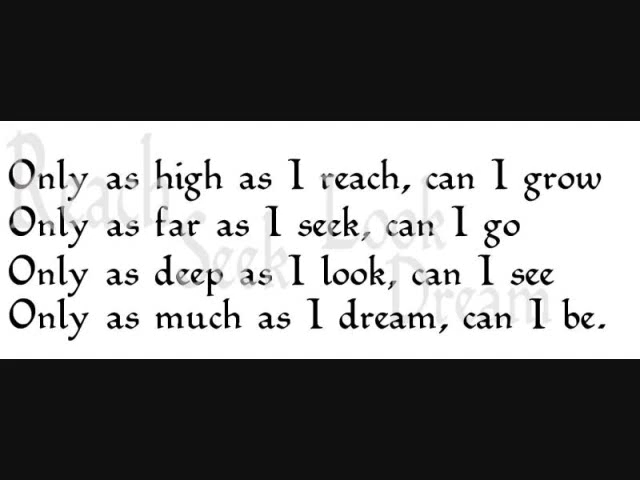 Only as high as I reach, can I grow
Only as far as I seek, can I go
Only as deep as I look, can I see
Only as much as I dream, can I be.
Reach
Seek
Look
Dream